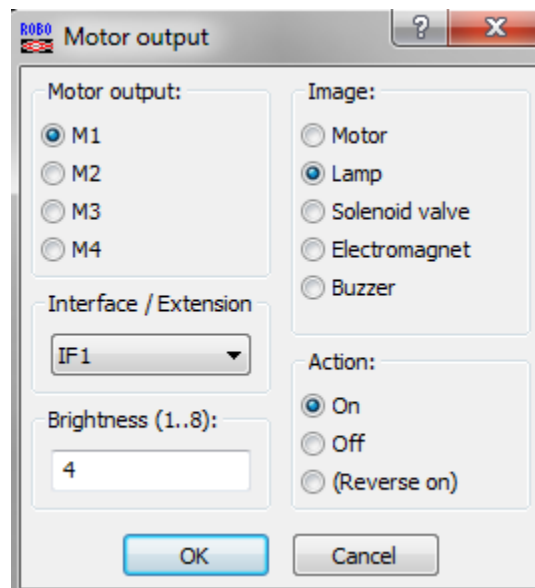 ROBO
Motor output
?
X
Motor output:
M1
M2
M3
M4
Interface / Extension
IF1
Brightness (1..8):
4
Image:
Motor
Lamp
Solenoid valve
Electromagnet
Buzzer
Action:
On
Off
(Reverse on)
OK
Cancel